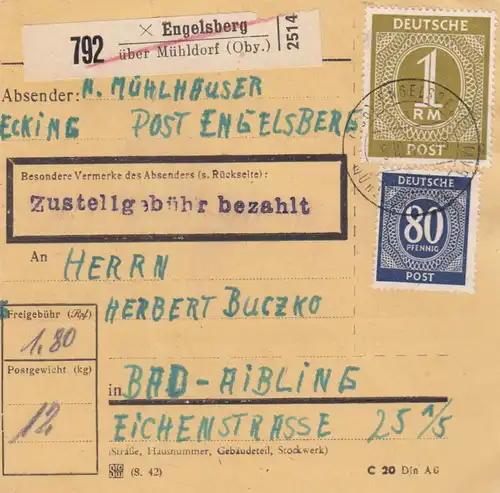 792
× Engelsberg
über Mühldorf (Oby.)
2514
DEUTSCHE
1
RM
POST
Absender: N. MÜHLHAUSER
ECKING POST ENGELSBERG
Besondere Vermerke des Absenders (s. Rückseite):
Zustellgebühr bezahlt
DEUTSCHE
80
PFENNIG
POST
An HERRN
HERBERT BUCZKO
Freigebühr (Rpf)
1,80
Postgewicht (kg)
12
in BAD-AIBLING
EICHENSTRASSE 25 1/5
(Straße, Hausnummer, Gebäudeteil, Stockwerk)
(S. 42)
C 20 Din A6